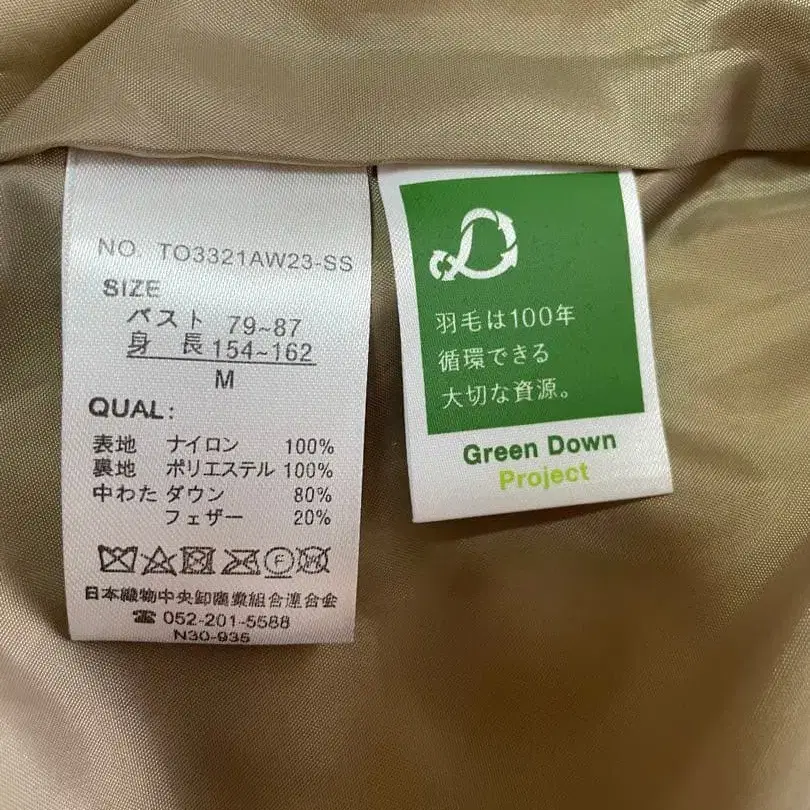 NO. TO3321AW23-SS
SIZE
バスト 79~87
身 長 154~162
M
QUAL:
表地 ナイロン 100%
裏地 ポリエステル 100%
中わた ダウン 80%
フェザー 20%
F
日本織物中央卸商業組合連合会
☎ 052-201-5588
N30-935
羽毛は100年
循環できる
大切な資源。
Green Down
Project